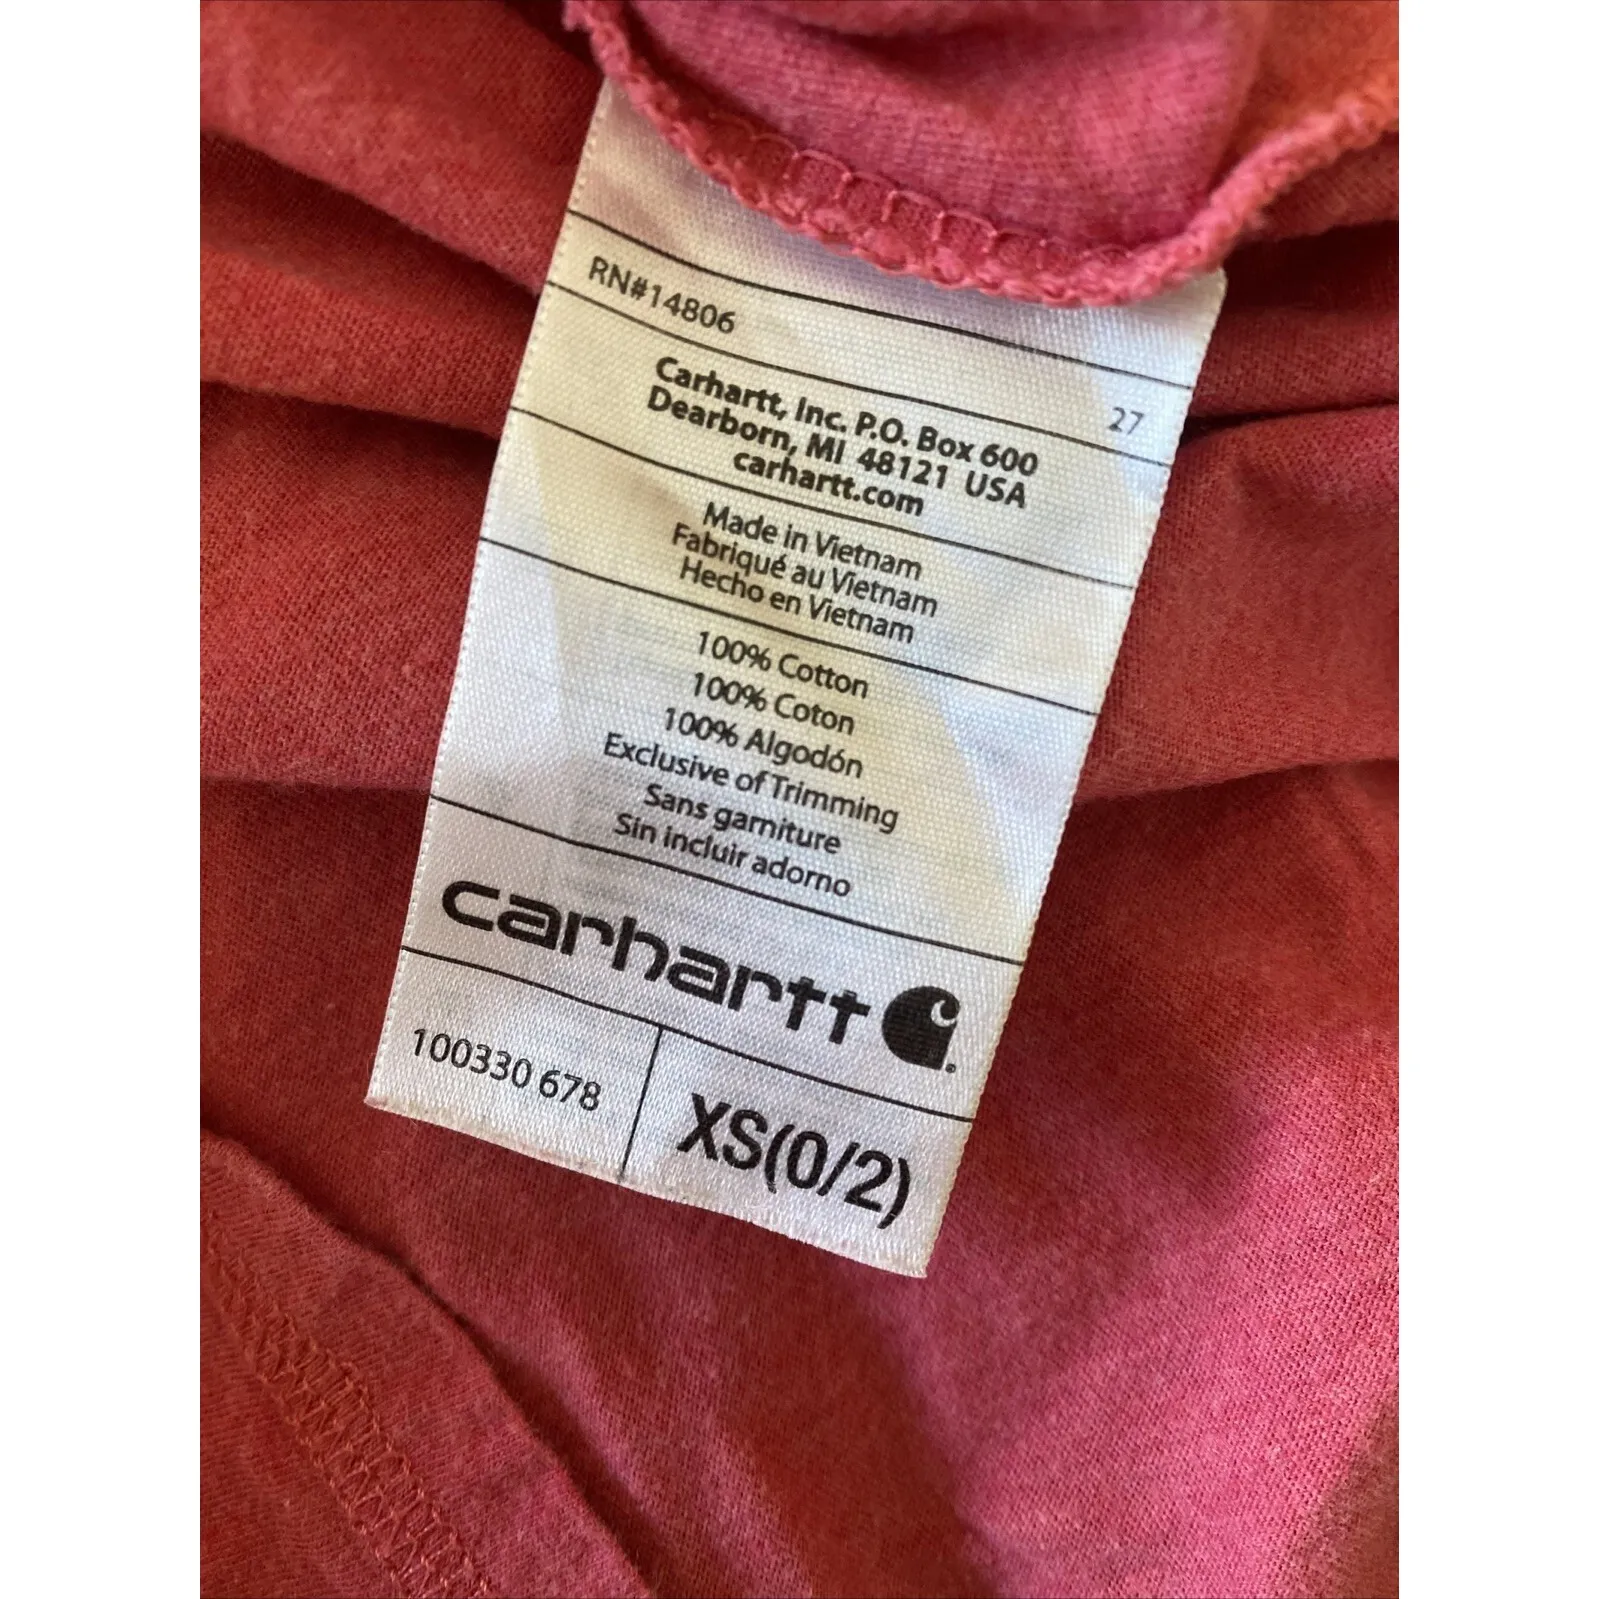 RN#14806
27
Carhartt, Inc. P.O. Box 600
Dearborn, MI 48121 USA
carhartt.com
Made in Vietnam
Fabriqué au Vietnam
Hecho en Vietnam
100% Cotton
100% Coton
100% Algodón
Exclusive of Trimming
Sans garniture
Sin incluir adorno
carhartt
100330 678
XS(0/2)